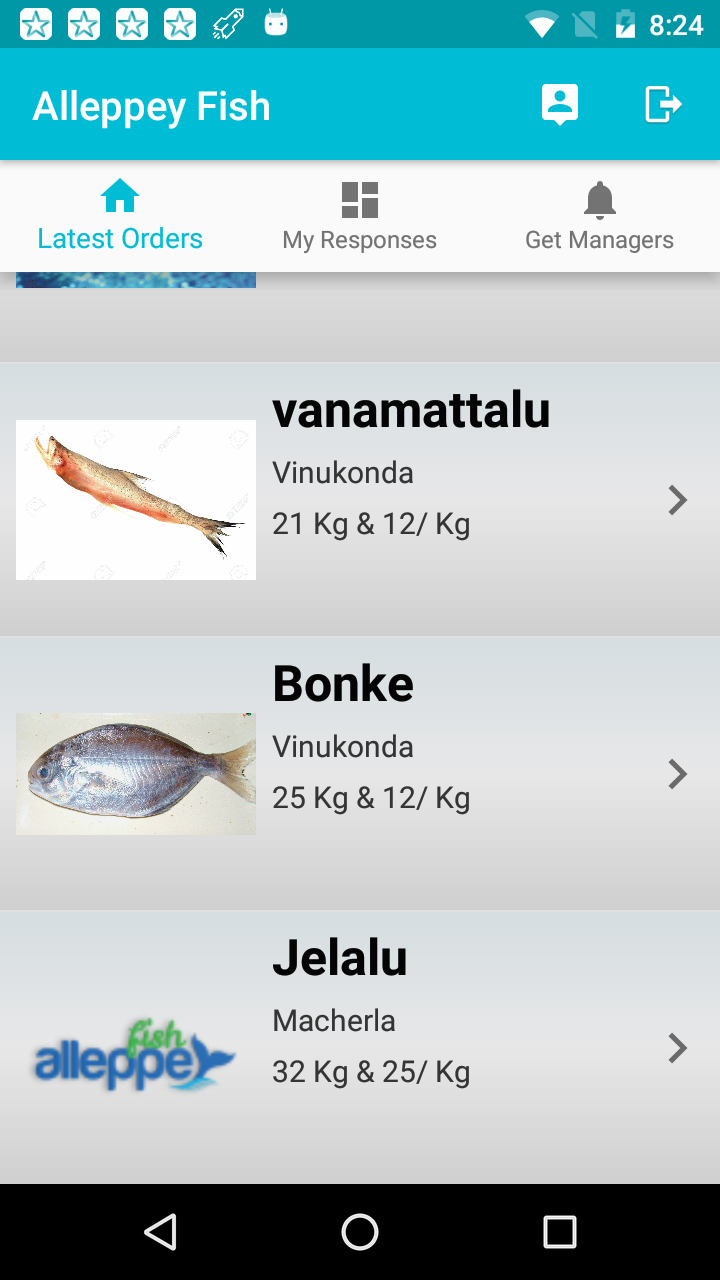 8:24
Alleppey Fish
Latest Orders
My Responses
Get Managers
vanamattalu
Vinukonda
21 Kg & 12/ Kg
Bonke
Vinukonda
25 Kg & 12/ Kg
Jelalu
Macherla
32 Kg & 25/ Kg
fish
alleppey